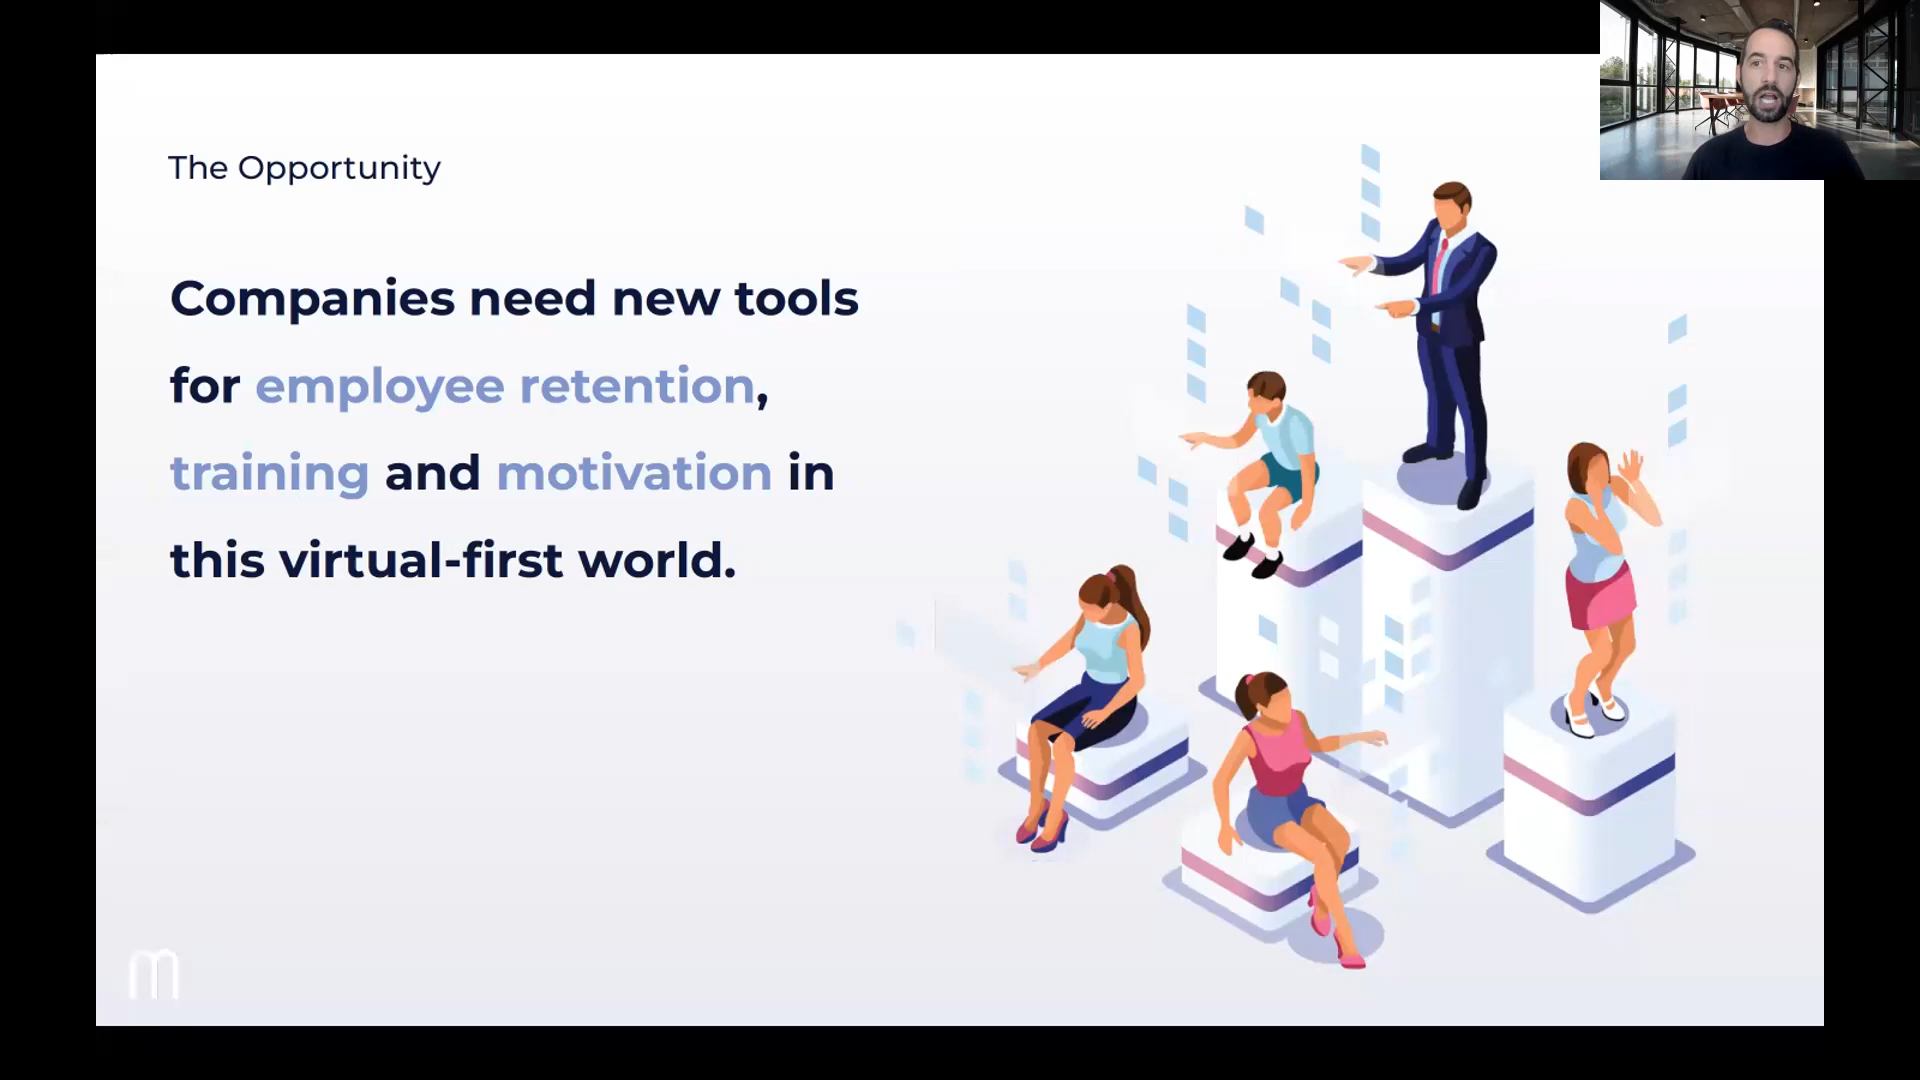 The Opportunity
Companies need new tools
for employee retention,
training and motivation in
this virtual-first world.
m